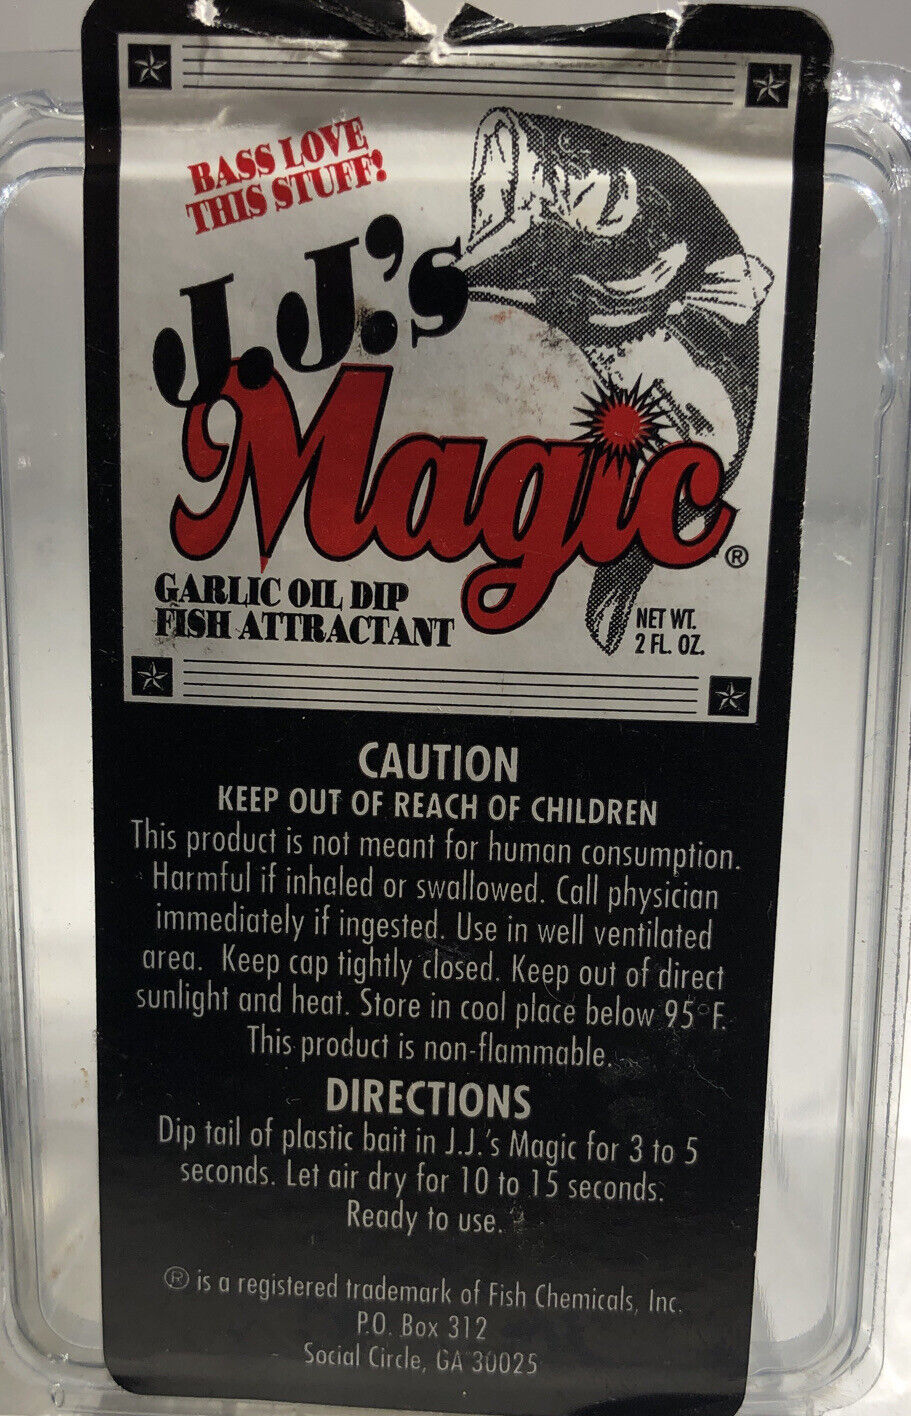 BASS LOVE
THIS STUFF!
J.J.'s
Magic®
GARLIC OIL DIP
FISH ATTRACTANT
NET WT.
2 FL. OZ.
CAUTION
KEEP OUT OF REACH OF CHILDREN
This product is not meant for human consumption.
Harmful if inhaled or swallowed. Call physician
immediately if ingested. Use in well ventilated
area. Keep cap tightly closed. Keep out of direct
sunlight and heat. Store in cool place below 95°F.
This product is non-flammable.
DIRECTIONS
Dip tail of plastic bait in J.J.'s Magic for 3 to 5
seconds. Let air dry for 10 to 15 seconds.
Ready to use.
® is a registered trademark of Fish Chemicals, Inc.
P.O. Box 312
Social Circle, GA 30025